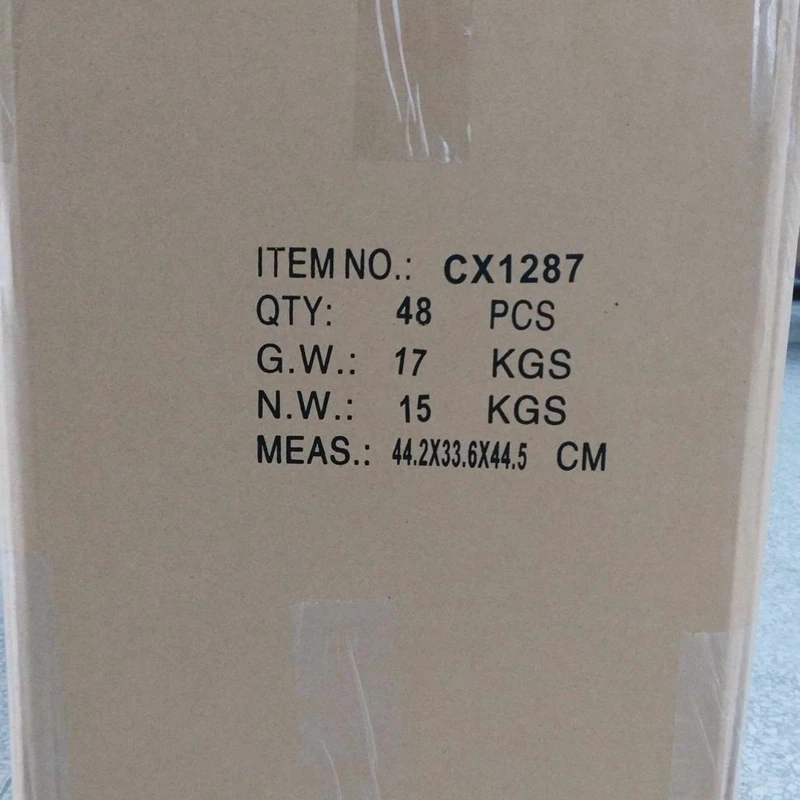 ITEM NO.: CX1287
QTY: 48 PCS
G.W.: 17 KGS
N.W.: 15 KGS
MEAS.: 44.2X33.6X44.5 CM